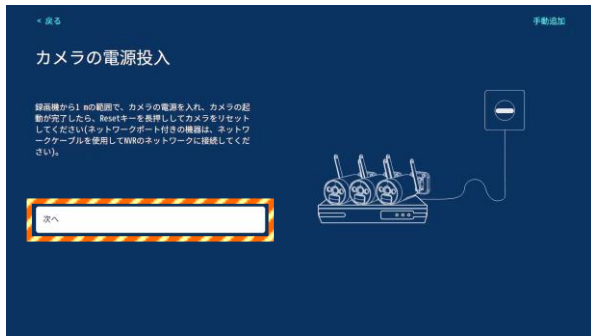 < 戻る
手動追加
カメラの電源投入
録画機から1 mの範囲で、カメラの電源を入れ、カメラの起
動が完了したら、Resetキーを長押ししてカメラをリセット
してください(ネットワークポート付きの機器は、ネットワ
ークケーブルを使用してNVRのネットワークに接続してくだ
さい)。
次へ